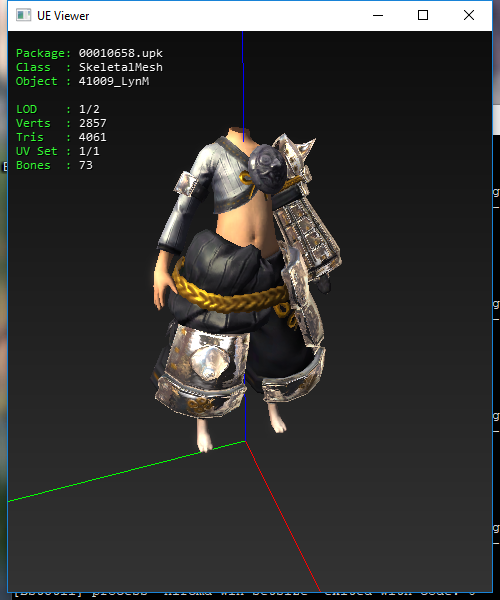 UE Viewer
Package: 00010658.upk
Class : SkeletalMesh
Object : 41009_LynM
LOD : 1/2
Verts : 2857
Tris : 4061
UV Set : 1/1
Bones : 73